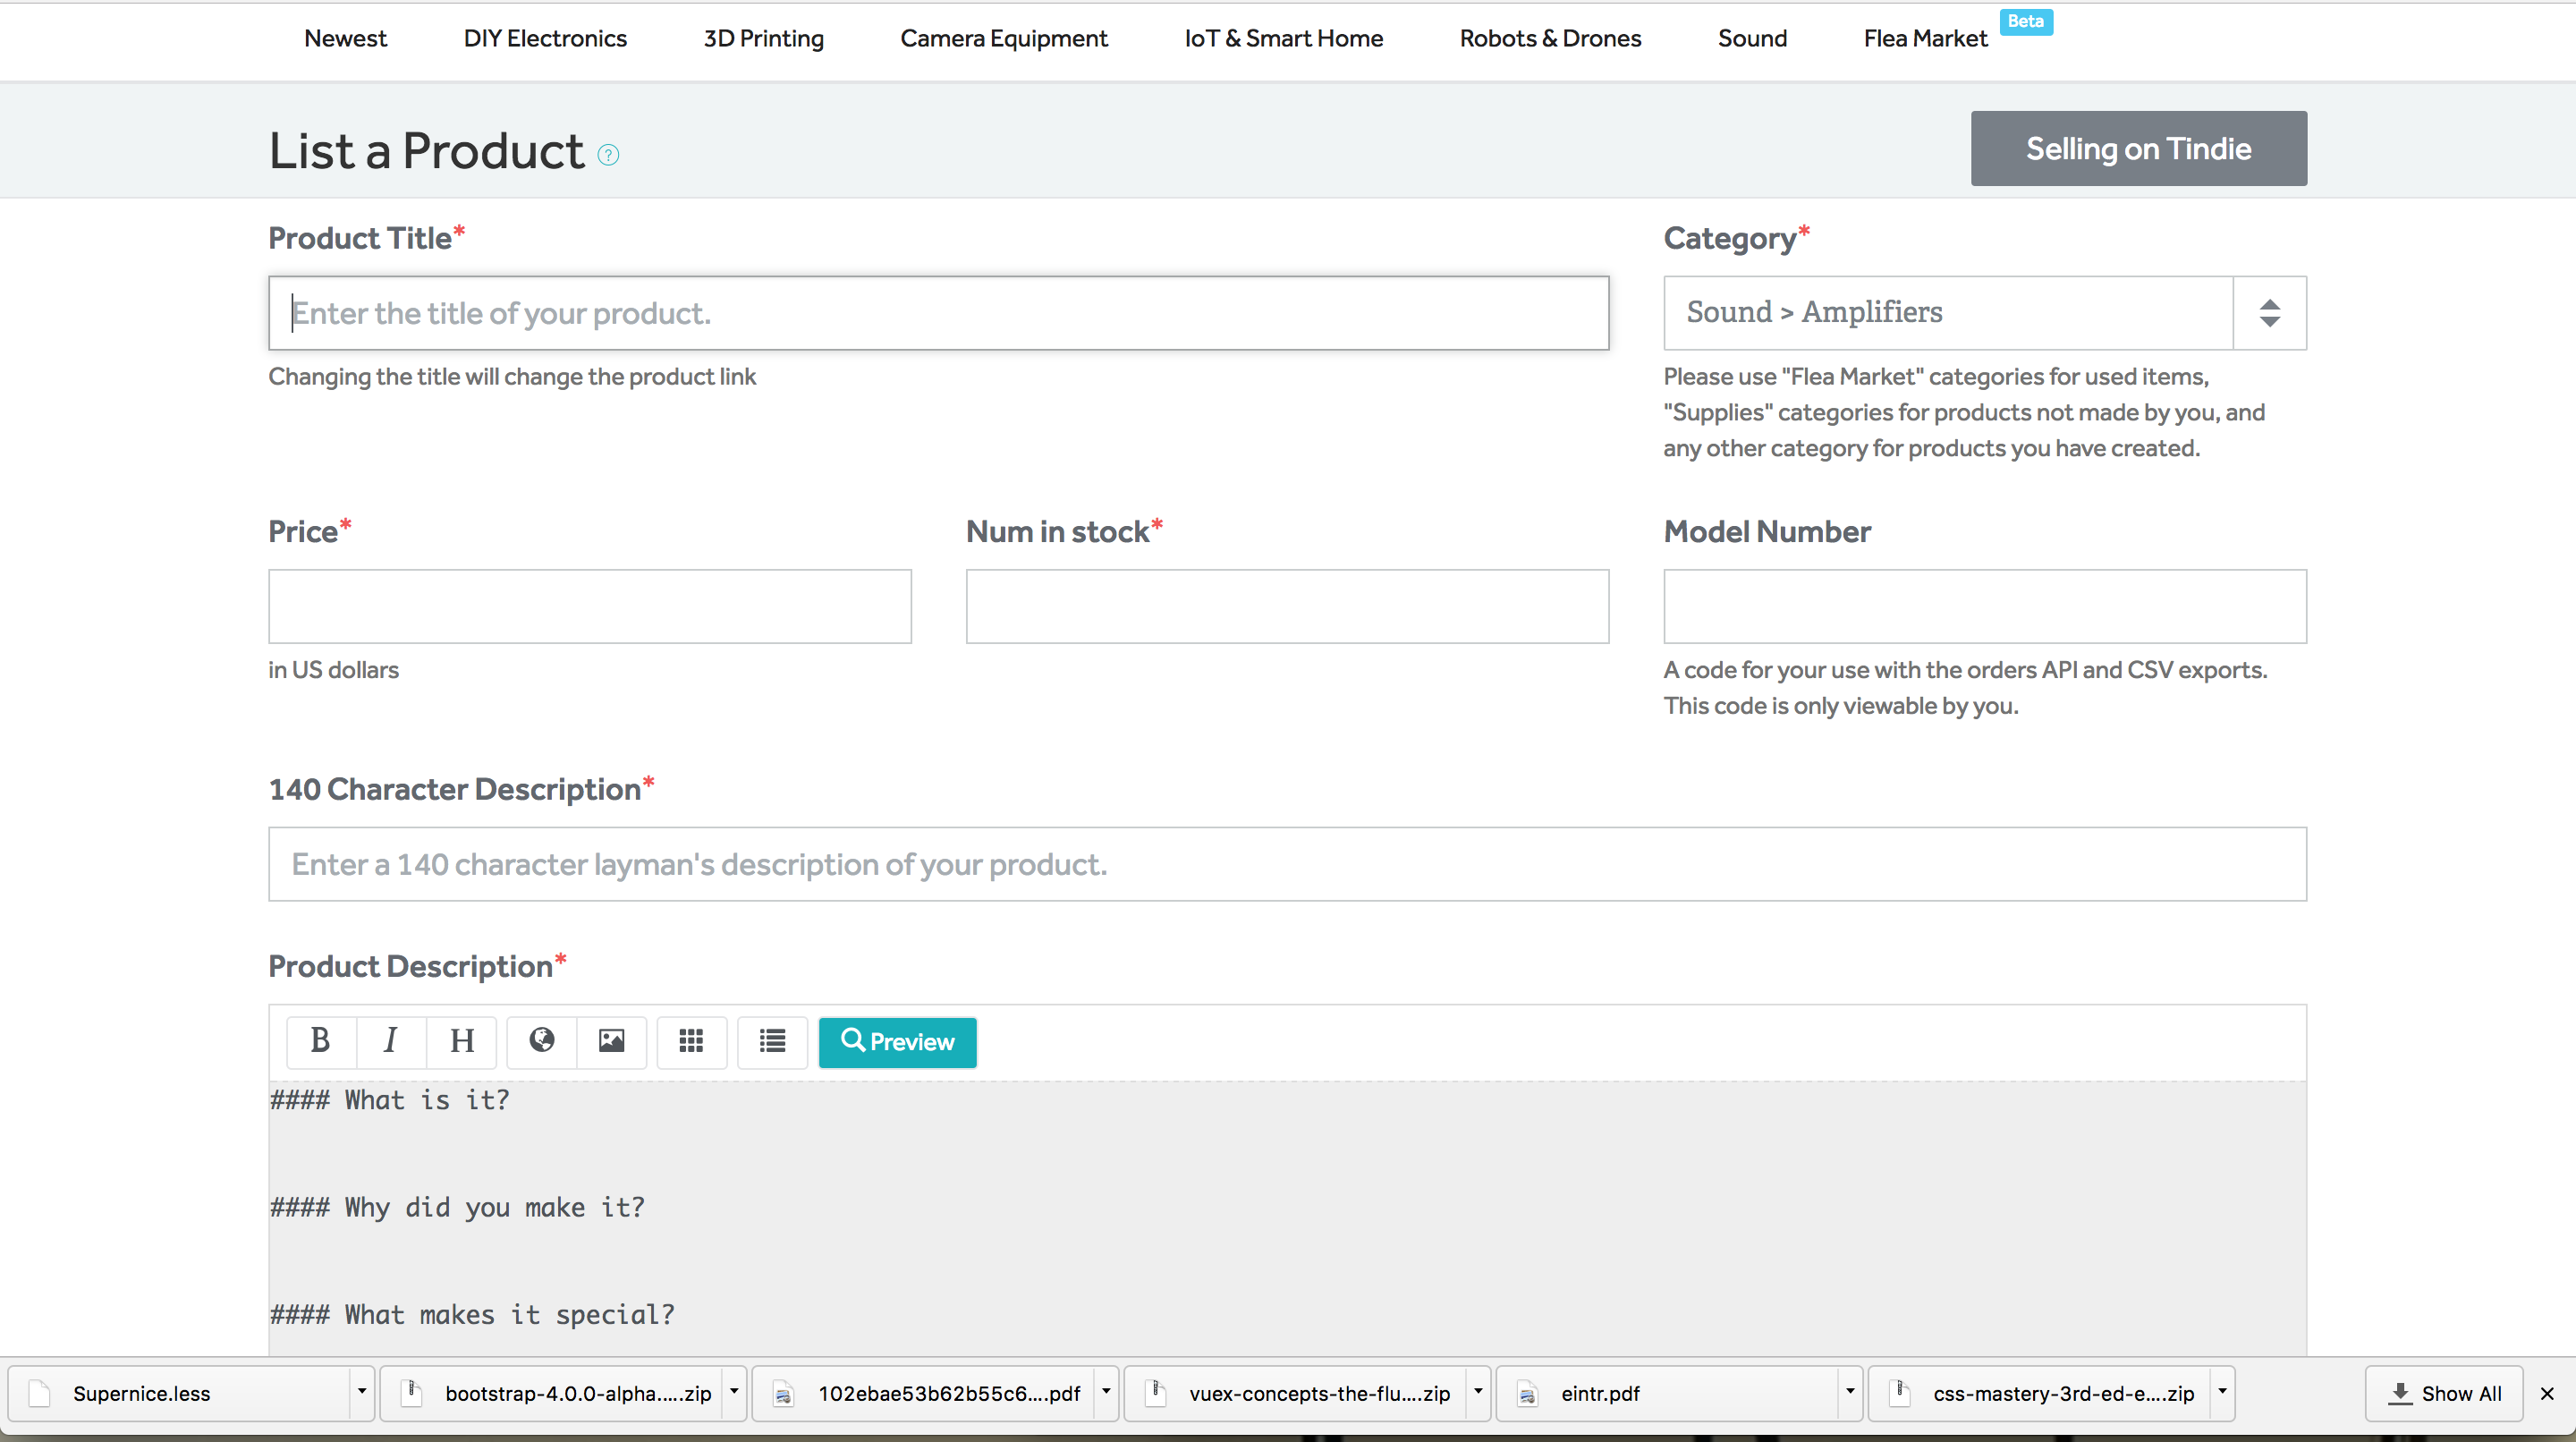 Newest DIY Electronics 3D Printing Camera Equipment IoT & Smart Home Robots & Drones Sound Flea Market Beta
List a Product ?
Selling on Tindie
Product Title*
Enter the title of your product.
Changing the title will change the product link
Category*
Sound > Amplifiers
Please use "Flea Market" categories for used items,
"Supplies" categories for products not made by you, and
any other category for products you have created.
Price*
in US dollars
Num in stock*
Model Number
A code for your use with the orders API and CSV exports.
This code is only viewable by you.
140 Character Description*
Enter a 140 character layman's description of your product.
Product Description*
B I H Preview
#### What is it?
#### Why did you make it?
#### What makes it special?
Supernice.less bootstrap-4.0.0-alpha.....zip 102ebae53b62b55c6....pdf vuex-concepts-the-flu....zip eintr.pdf css-mastery-3rd-ed-e....zip Show All